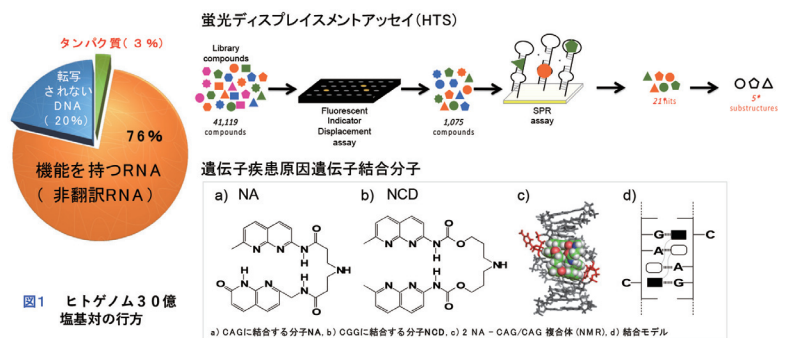 タンパク質(３%)
転写
されない
DNA
(20%)
76%
機能を持つRNA
(非翻訳RNA)
図1 ヒトゲノム３０億
塩基対の行方
蛍光ディスプレイスメントアッセイ(HTS)
Library
compounds
41,119
compounds
Fluorescent
Indicator
Displacement
assay
1,075
compounds
SPR
assay
substructures
遺伝子疾患原因遺伝子結合分子
a) NA
b) NCD
c)
d)
N N N O
H
H
NH
H
O N N N O
N N N O
H O
NH
H
N N N O
O
G C
A
A
C G
a) CAGに結合する分子NA, b) CGGに結合する分子NCD, c) 2 NA - CAG/CAG 複合体 (NMR), d) 結合モデル